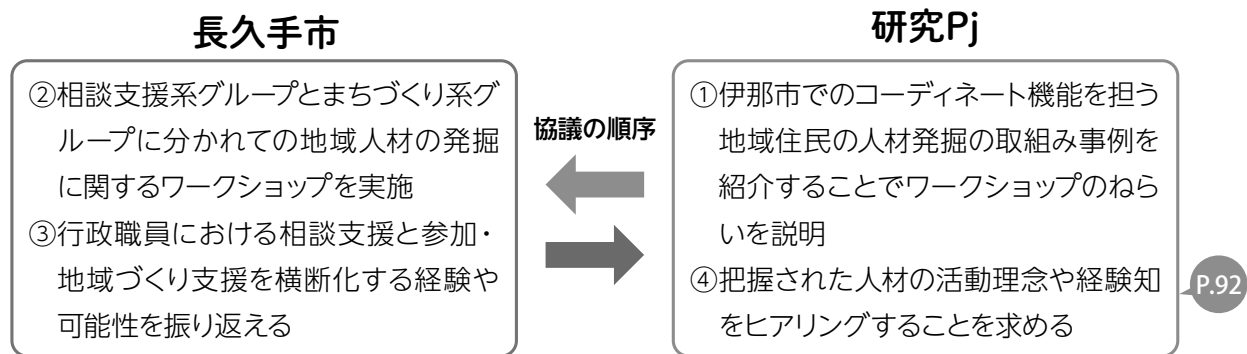 長久手市
②相談支援系グループとまちづくり系グ
ループに分かれての地域人材の発掘
に関するワークショップを実施
③行政職員における相談支援と参加・
地域づくり支援を横断化する経験や
可能性を振り返える
協議の順序
研究Pj
①伊那市でのコーディネート機能を担う
地域住民の人材発掘の取組み事例を
紹介することでワークショップのねら
いを説明
④把握された人材の活動理念や経験知
をヒアリングすることを求める
P.92